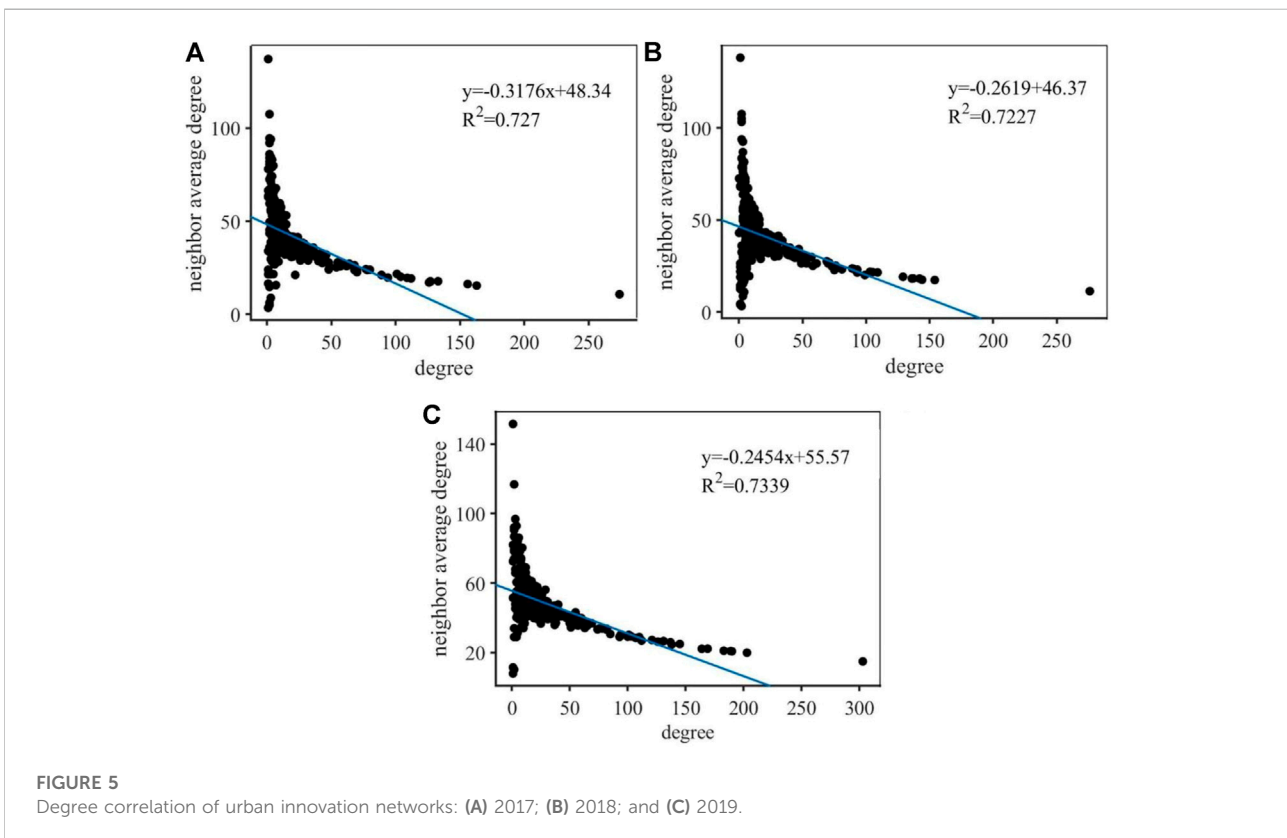 A
neighbor average degree
100
50
0
y=-0.3176x+48.34
R²=0.727
0 50 100 150 200 250
degree
B
neighbor average degree
100
50
0
y=-0.2619+46.37
R²=0.7227
0 50 100 150 200 250
degree
C
neighbor average degree
140
100
60
20
y=-0.2454x+55.57
R²=0.7339
0 50 100 150 200 250 300
degree
FIGURE 5
Degree correlation of urban innovation networks: (A) 2017; (B) 2018; and (C) 2019.